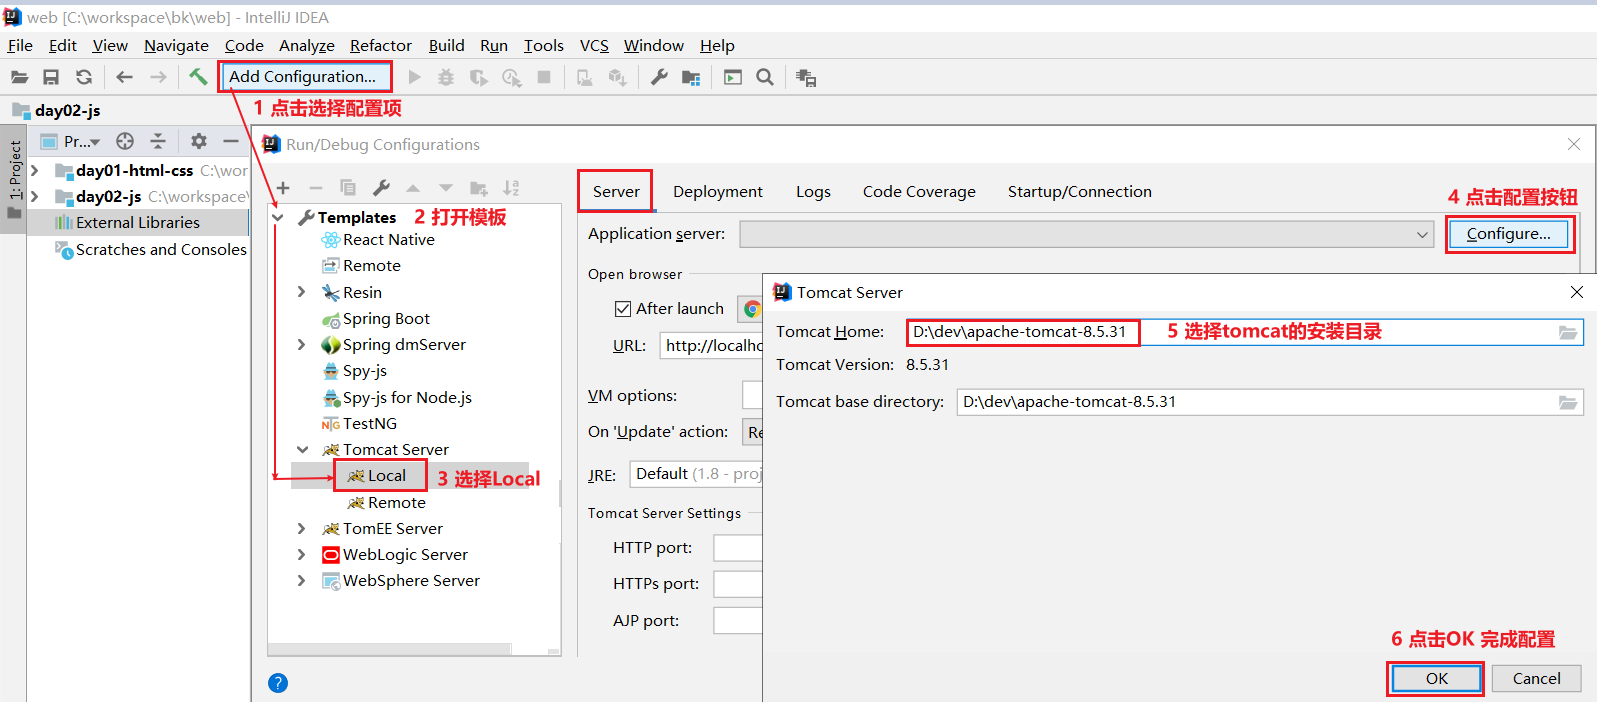 web [C:\workspace\bk\web] - IntelliJ IDEA
File Edit View Navigate Code Analyze Refactor Build Run Tools VCS Window Help
Add Configuration...
1 点击选择配置项
day02-js
1: Project
Pr...
day01-html-css C:\wor
day02-js C:\workspace\
External Libraries
Scratches and Consoles
Run/Debug Configurations
Templates
2 打开模板
React Native
Remote
Resin
Spring Boot
Spring dmServer
Spy-js
Spy-js for Node.js
TestNG
Tomcat Server
Local
3 选择Local
Remote
TomEE Server
WebLogic Server
WebSphere Server
Server Deployment Logs Code Coverage Startup/Connection
4 点击配置按钮
Application server:
Configure...
Open browser
After launch
URL: http://localho
VM options:
On 'Update' action: Re
JRE: Default (1.8 - proj
Tomcat Server Settings
HTTP port:
HTTPs port:
AJP port:
Tomcat Server
Tomcat Home: D:\dev\apache-tomcat-8.5.31
5 选择tomcat的安装目录
Tomcat Version: 8.5.31
Tomcat base directory: D:\dev\apache-tomcat-8.5.31
6 点击OK 完成配置
OK Cancel